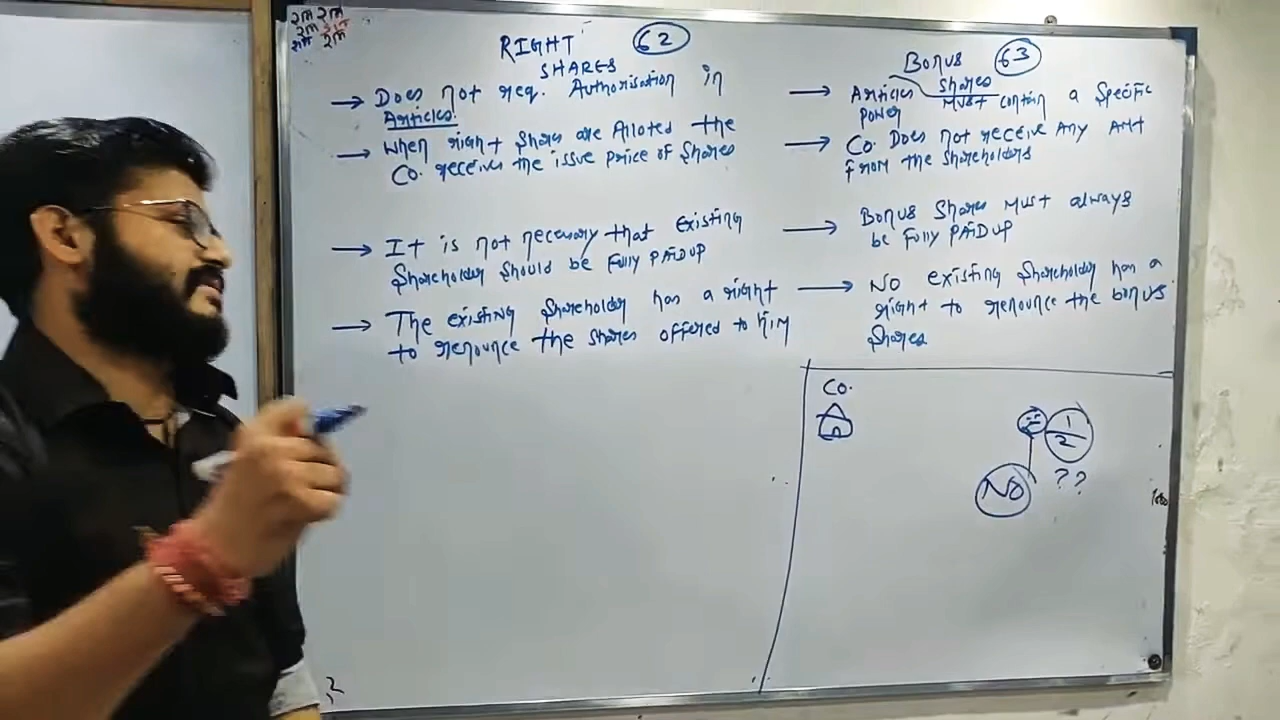 राम राम
राम राम
राम राम
RIGHT 62
SHARES
→ Does not req. Authorisation in
Articles.
→ When right shares are Alloted the
Co. receives the issue price of shares
→ It is not necessary that existing
shareholder should be fully PAID UP
→ The existing shareholder has a right
to renounce the shares offered to him
Bonus 63
Shares
→ Articles Must contain a specific
power
→ Co. Does not receive any Amt
from the shareholders
→ Bonus shares must always
be fully PAID UP
→ No existing shareholder has a
right to renounce the bonus
shares
Co.
1
2
NO ??
2